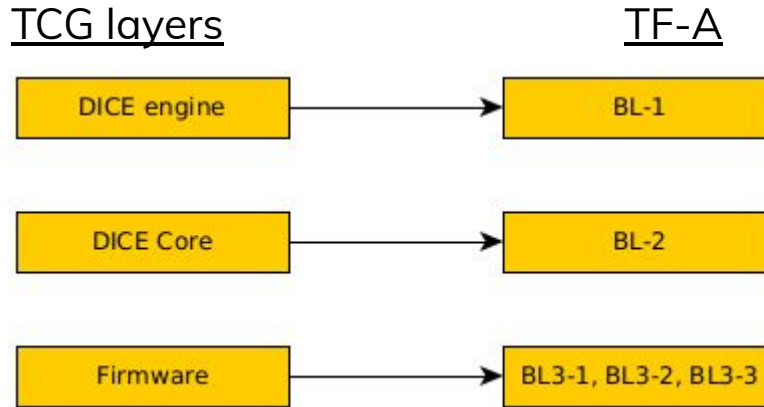 TCG layers
TF-A
DICE engine
BL-1
DICE Core
BL-2
Firmware
BL3-1, BL3-2, BL3-3